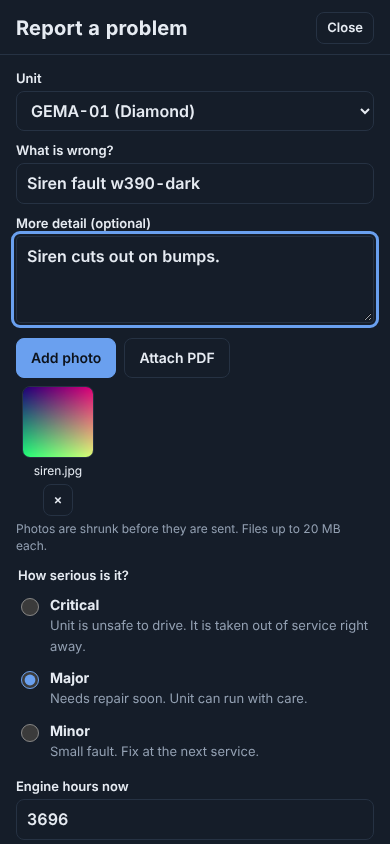 Report a problem
Close
Unit
GEMA-01 (Diamond)
What is wrong?
Siren fault w390-dark
More detail (optional)
Siren cuts out on bumps.
Add photo
Attach PDF
siren.jpg
×
Photos are shrunk before they are sent. Files up to 20 MB
each.
How serious is it?
Critical
Unit is unsafe to drive. It is taken out of service right
away.
Major
Needs repair soon. Unit can run with care.
Minor
Small fault. Fix at the next service.
Engine hours now
3696